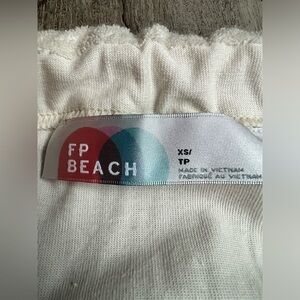 FP
BEACH
XS/
TP
MADE IN VIETNAM
FABRIQUÉ AU VIETNAM